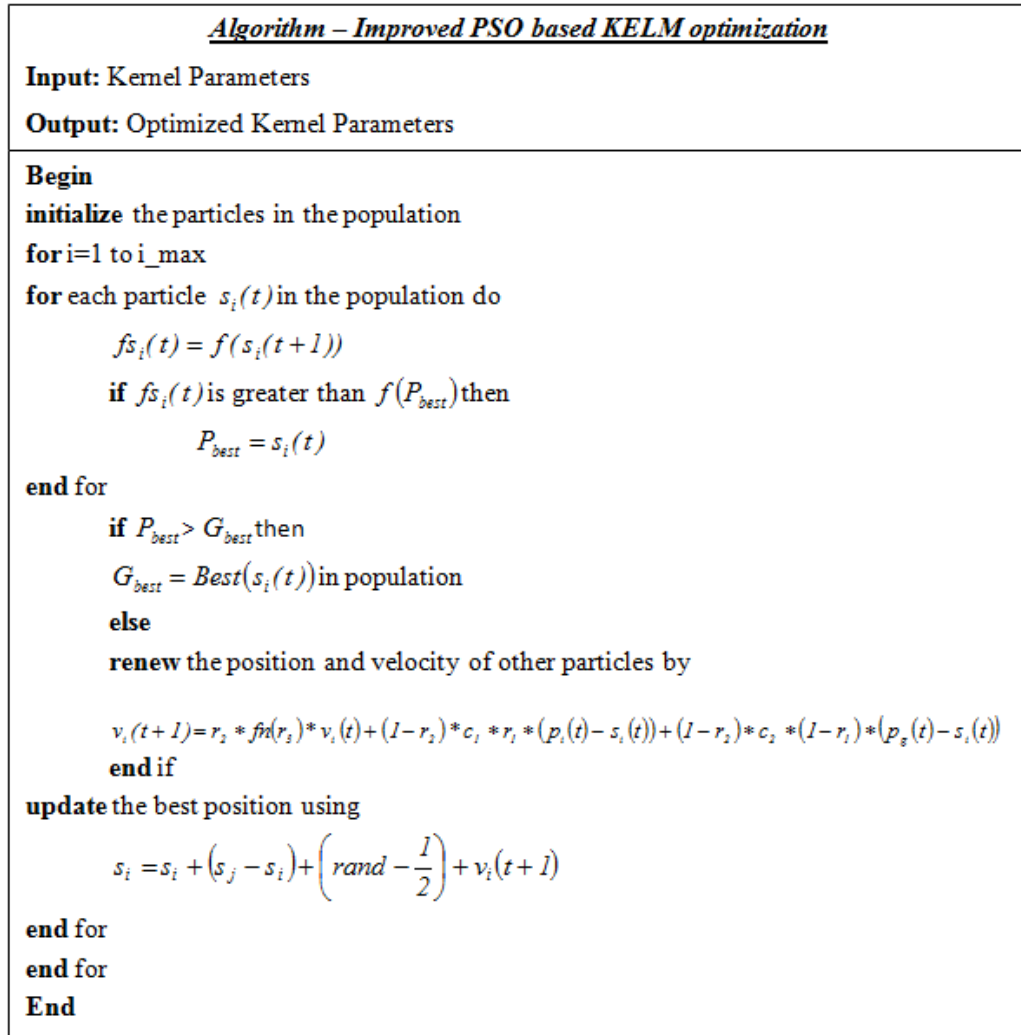 Algorithm – Improved PSO based KELM optimization
Input: Kernel Parameters
Output: Optimized Kernel Parameters
Begin
initialize the particles in the population
for i=1 to i_max
for each particle s_i(t) in the population do
fs_i(t) = f(s_i(t+1))
if fs_i(t) is greater than f(P_best) then
P_best = s_i(t)
end for
if P_best > G_best then
G_best = Best(s_i(t)) in population
else
renew the position and velocity of other particles by
v_i(t+1) = r_2 * fn(r_3) * v_i(t) + (1-r_2) * c_1 * r_1 * (p_i(t) - s_i(t)) + (1-r_2) * c_2 * (1-r_1) * (p_g(t) - s_i(t))
end if
update the best position using
s_i = s_i + (s_j - s_i) + (rand - 1/2) + v_i(t+1)
end for
end for
End